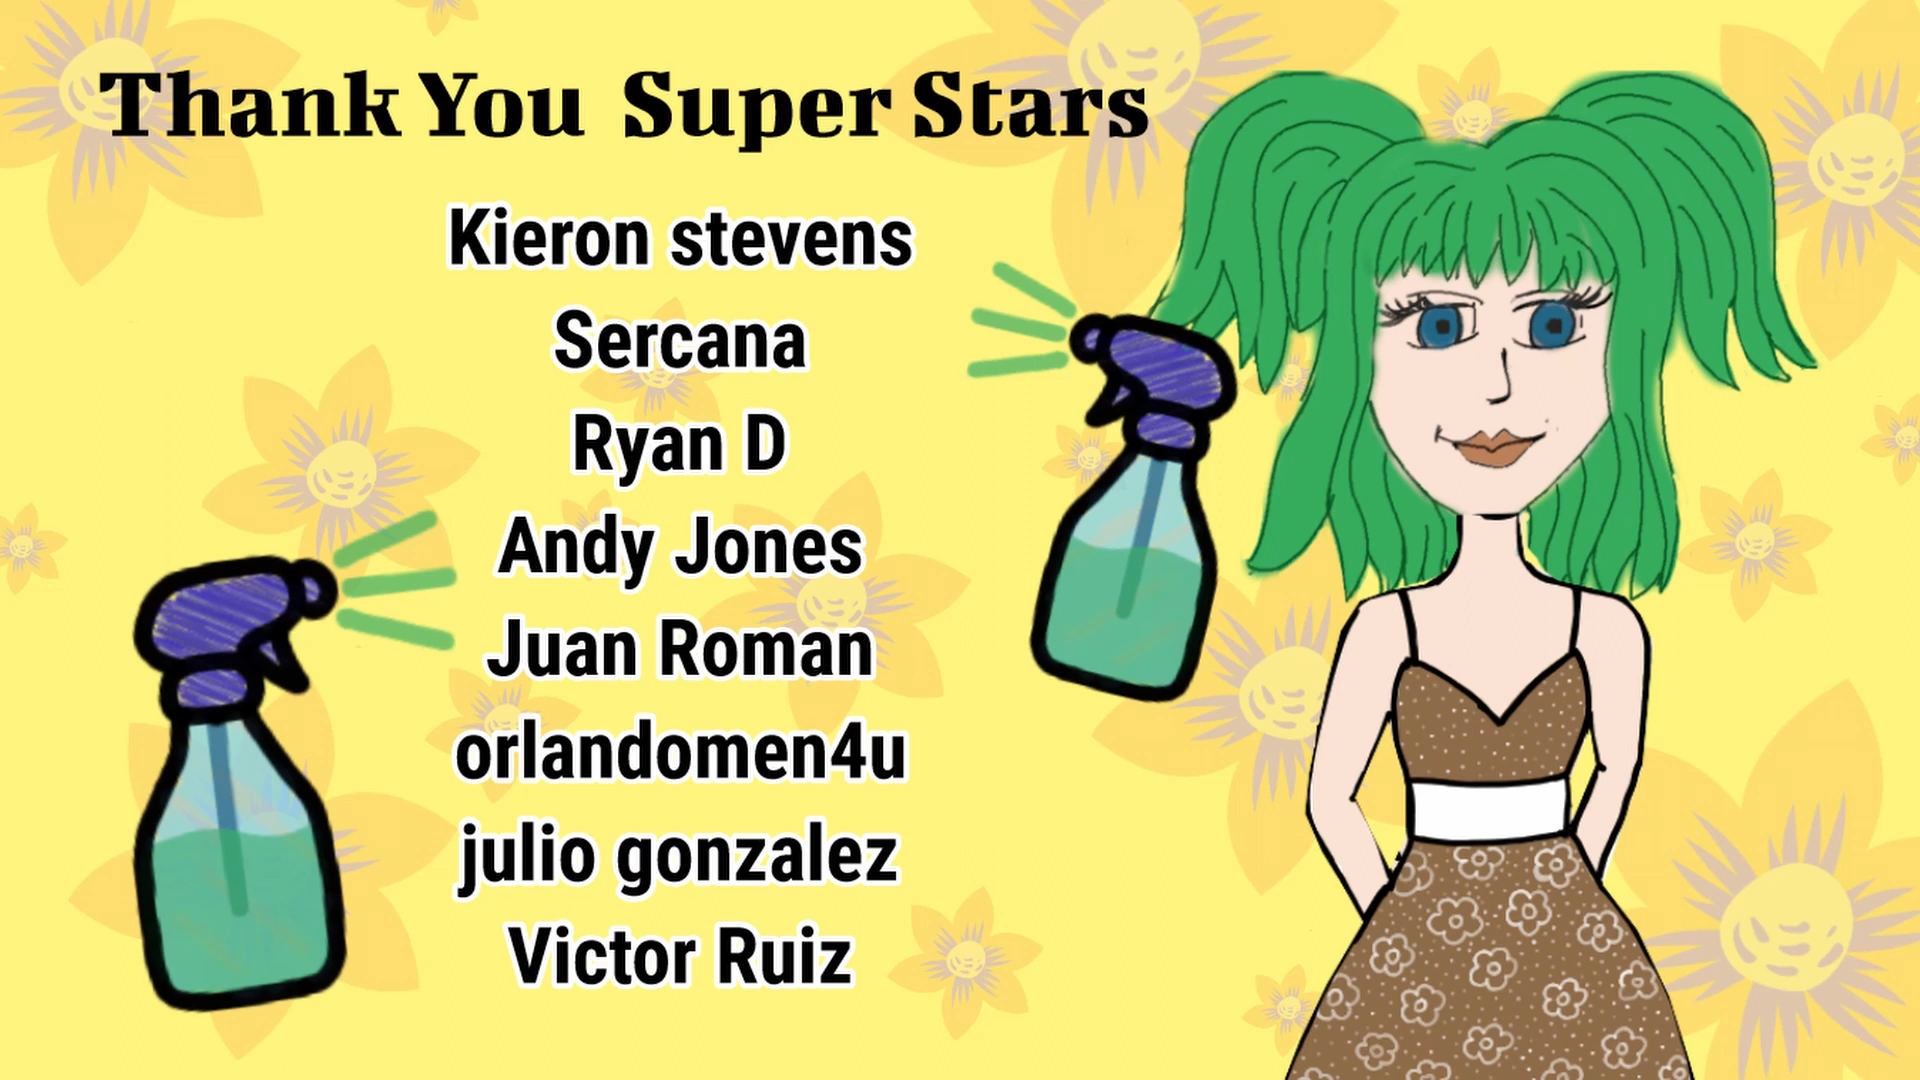 Thank You Super Stars
Kieron stevens
Sercana
Ryan D
Andy Jones
Juan Roman
orlandomen4u
julio gonzalez
Victor Ruiz